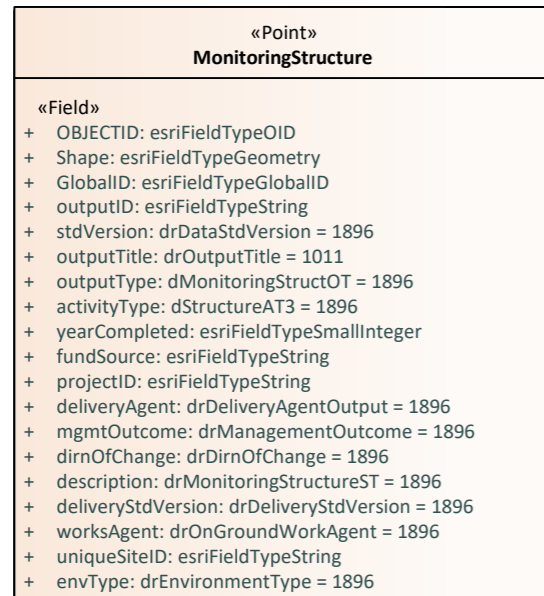 «Point»
MonitoringStructure
«Field»
+ OBJECTID: esriFieldTypeOID
+ Shape: esriFieldTypeGeometry
+ GlobalID: esriFieldTypeGlobalID
+ outputID: esriFieldTypeString
+ stdVersion: drDataStdVersion = 1896
+ outputTitle: drOutputTitle = 1011
+ outputType: dMonitoringStructOT = 1896
+ activityType: dStructureAT3 = 1896
+ yearCompleted: esriFieldTypeSmallInteger
+ fundSource: esriFieldTypeString
+ projectID: esriFieldTypeString
+ deliveryAgent: drDeliveryAgentOutput = 1896
+ mgmtOutcome: drManagementOutcome = 1896
+ dirnOfChange: drDirnOfChange = 1896
+ description: drMonitoringStructureST = 1896
+ deliveryStdVersion: drDeliveryStdVersion = 1896
+ worksAgent: drOnGroundWorkAgent = 1896
+ uniqueSiteID: esriFieldTypeString
+ envType: drEnvironmentType = 1896